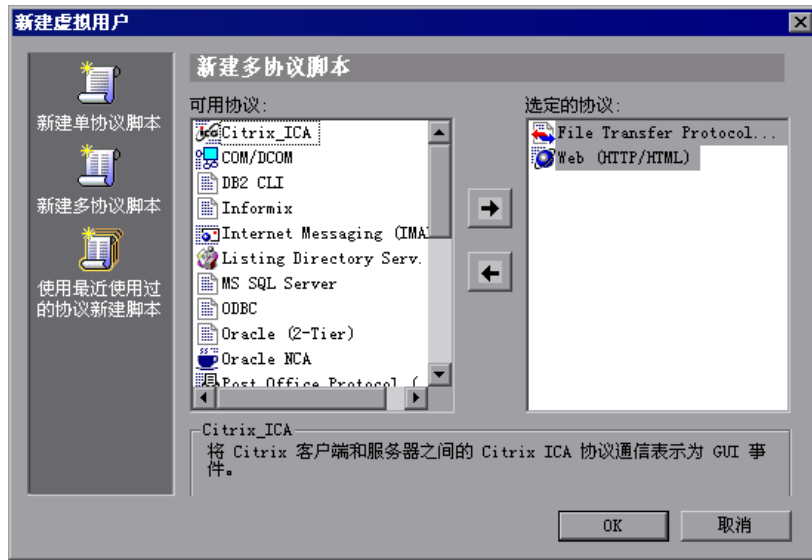 新建虚拟用户
新建单协议脚本
新建多协议脚本
使用最近使用过
的协议新建脚本
新建多协议脚本
可用协议:
Citrix_ICA
COM/DCOM
DB2 CLI
Informix
Internet Messaging (IMA
Listing Directory Serv.
MS SQL Server
ODBC
Oracle (2-Tier)
Oracle NCA
Post Office Protocol (
选定的协议:
File Transfer Protocol...
Web (HTTP/HTML)
Citrix_ICA
将 Citrix 客户端和服务器之间的 Citrix ICA 协议通信表示为 GUI 事
件。
OK
取消